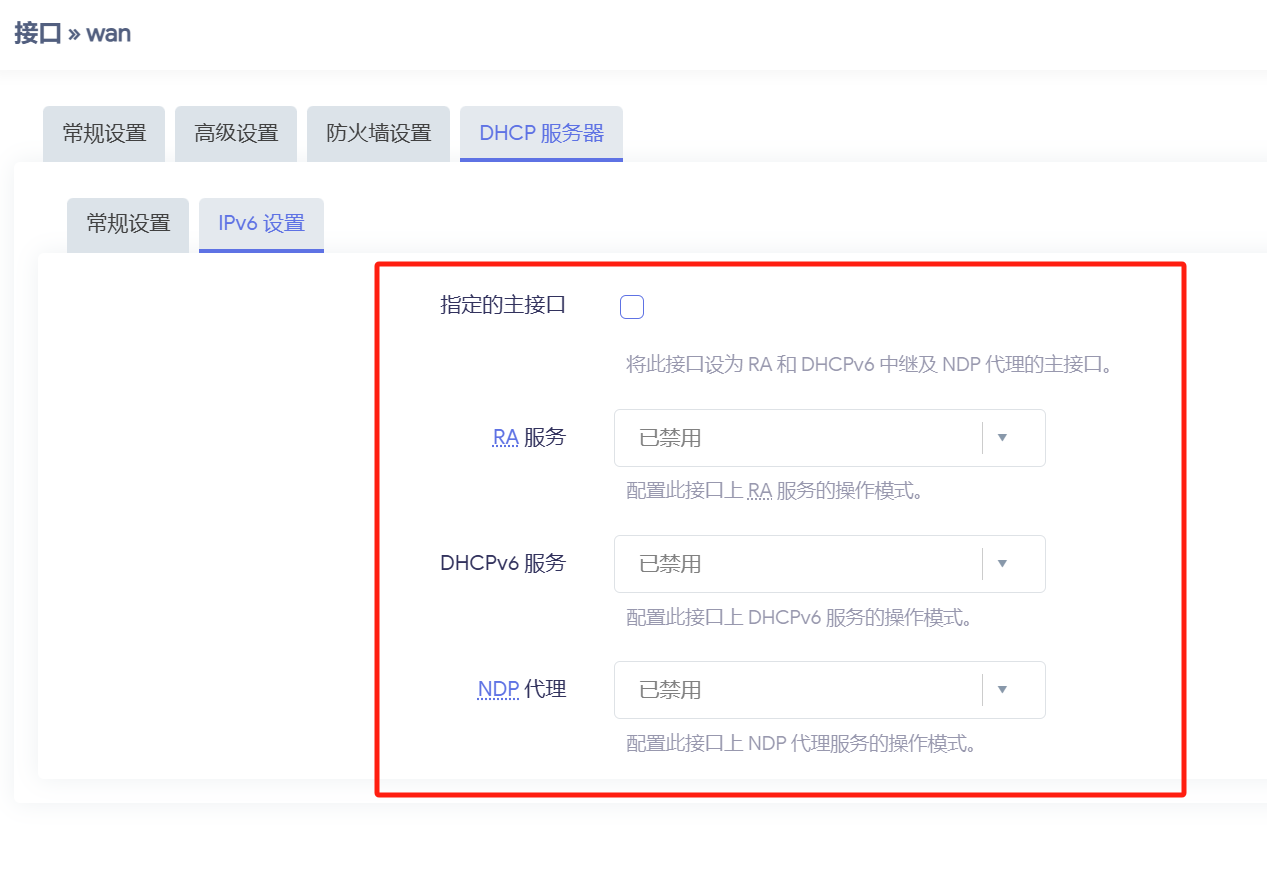 接口 » wan
常规设置 高级设置 防火墙设置 DHCP 服务器
常规设置 IPv6 设置
指定的主接口
将此接口设为 RA 和 DHCPv6 中继及 NDP 代理的主接口。
RA 服务 已禁用
配置此接口上 RA 服务的操作模式。
DHCPv6 服务 已禁用
配置此接口上 DHCPv6 服务的操作模式。
NDP 代理 已禁用
配置此接口上 NDP 代理服务的操作模式。